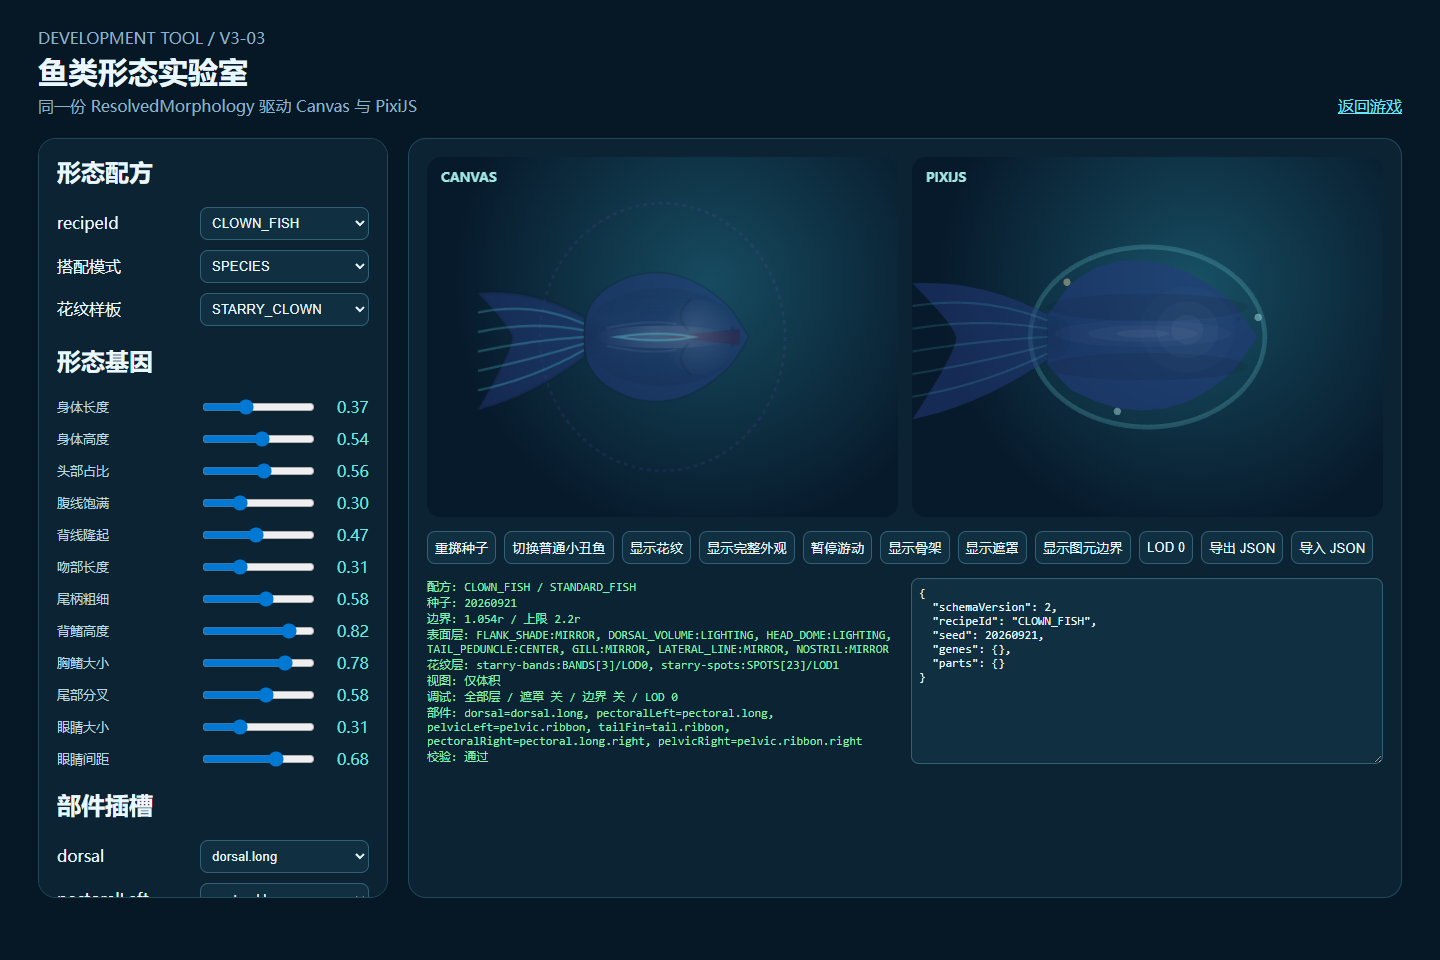 DEVELOPMENT TOOL / V3-03
鱼类形态实验室
同一份 ResolvedMorphology 驱动 Canvas 与 PixiJS
返回游戏
形态配方
recipeId CLOWN_FISH
搭配模式 SPECIES
花纹样板 STARRY_CLOWN
形态基因
身体长度 0.37
身体高度 0.54
头部占比 0.56
腹线饱满 0.30
背线隆起 0.47
吻部长度 0.31
尾柄粗细 0.58
背鳍高度 0.82
胸鳍大小 0.78
尾部分叉 0.58
眼睛大小 0.31
眼睛间距 0.68
部件插槽
dorsal dorsal.long
CANVAS
PIXIJS
重掷种子 切换普通小丑鱼 显示花纹 显示完整外观 暂停游动 显示骨架 显示遮罩 显示图元边界 LOD 0 导出 JSON 导入 JSON
配方: CLOWN_FISH / STANDARD_FISH
种子: 20260921
边界: 1.054r / 上限 2.2r
表面层: FLANK_SHADE:MIRROR, DORSAL_VOLUME:LIGHTING, HEAD_DOME:LIGHTING,
TAIL_PEDUNCLE:CENTER, GILL:MIRROR, LATERAL_LINE:MIRROR, NOSTRIL:MIRROR
花纹层: starry-bands:BANDS[3]/LOD0, starry-spots:SPOTS[23]/LOD1
视图: 仅体积
调试: 全部层 / 遮罩 关 / 边界 关 / LOD 0
部件: dorsal=dorsal.long, pectoralLeft=pectoral.long,
pelvicLeft=pelvic.ribbon, tailFin=tail.ribbon,
pectoralRight=pectoral.long.right, pelvicRight=pelvic.ribbon.right
校验: 通过
{
"schemaVersion": 2,
"recipeId": "CLOWN_FISH",
"seed": 20260921,
"genes": {},
"parts": {}
}